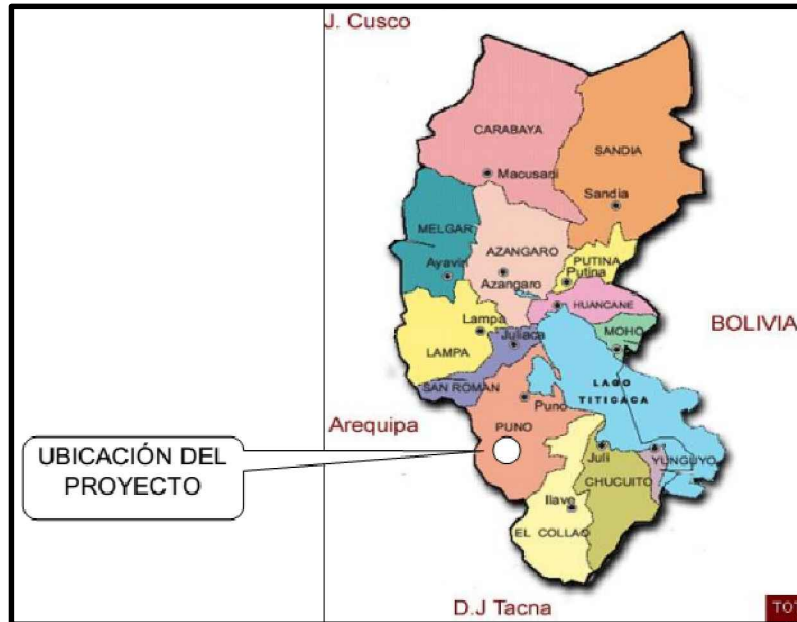 J. Cusco
CARABAYA
SANDIA
Macusani
Sandia
MELGAR
AZANGARO
PUTINA
Putina
Ayaviri
Azangaro
HUANCANE
Lampa
MOHO
BOLIVIA
Juliaca
LAMPA
LAGO
TITICACA
SAN ROMAN
Puno
Arequipa
PUNO
UBICACIÓN DEL
PROYECTO
Juli
YUNGUYO
CHUCUITO
Ilave
EL COLLAO
D.J Tacna
TOT